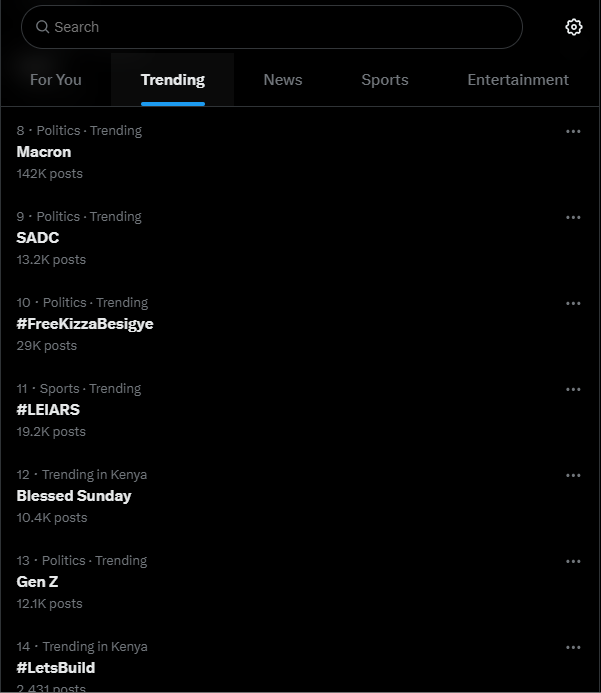 Search
For You Trending News Sports Entertainment
8 · Politics · Trending
Macron
142K posts
9 · Politics · Trending
SADC
13.2K posts
10 · Politics · Trending
#FreeKizzaBesigye
29K posts
11 · Sports · Trending
#LEIARS
19.2K posts
12 · Trending in Kenya
Blessed Sunday
10.4K posts
13 · Politics · Trending
Gen Z
12.1K posts
14 · Trending in Kenya
#LetsBuild
2,431 posts